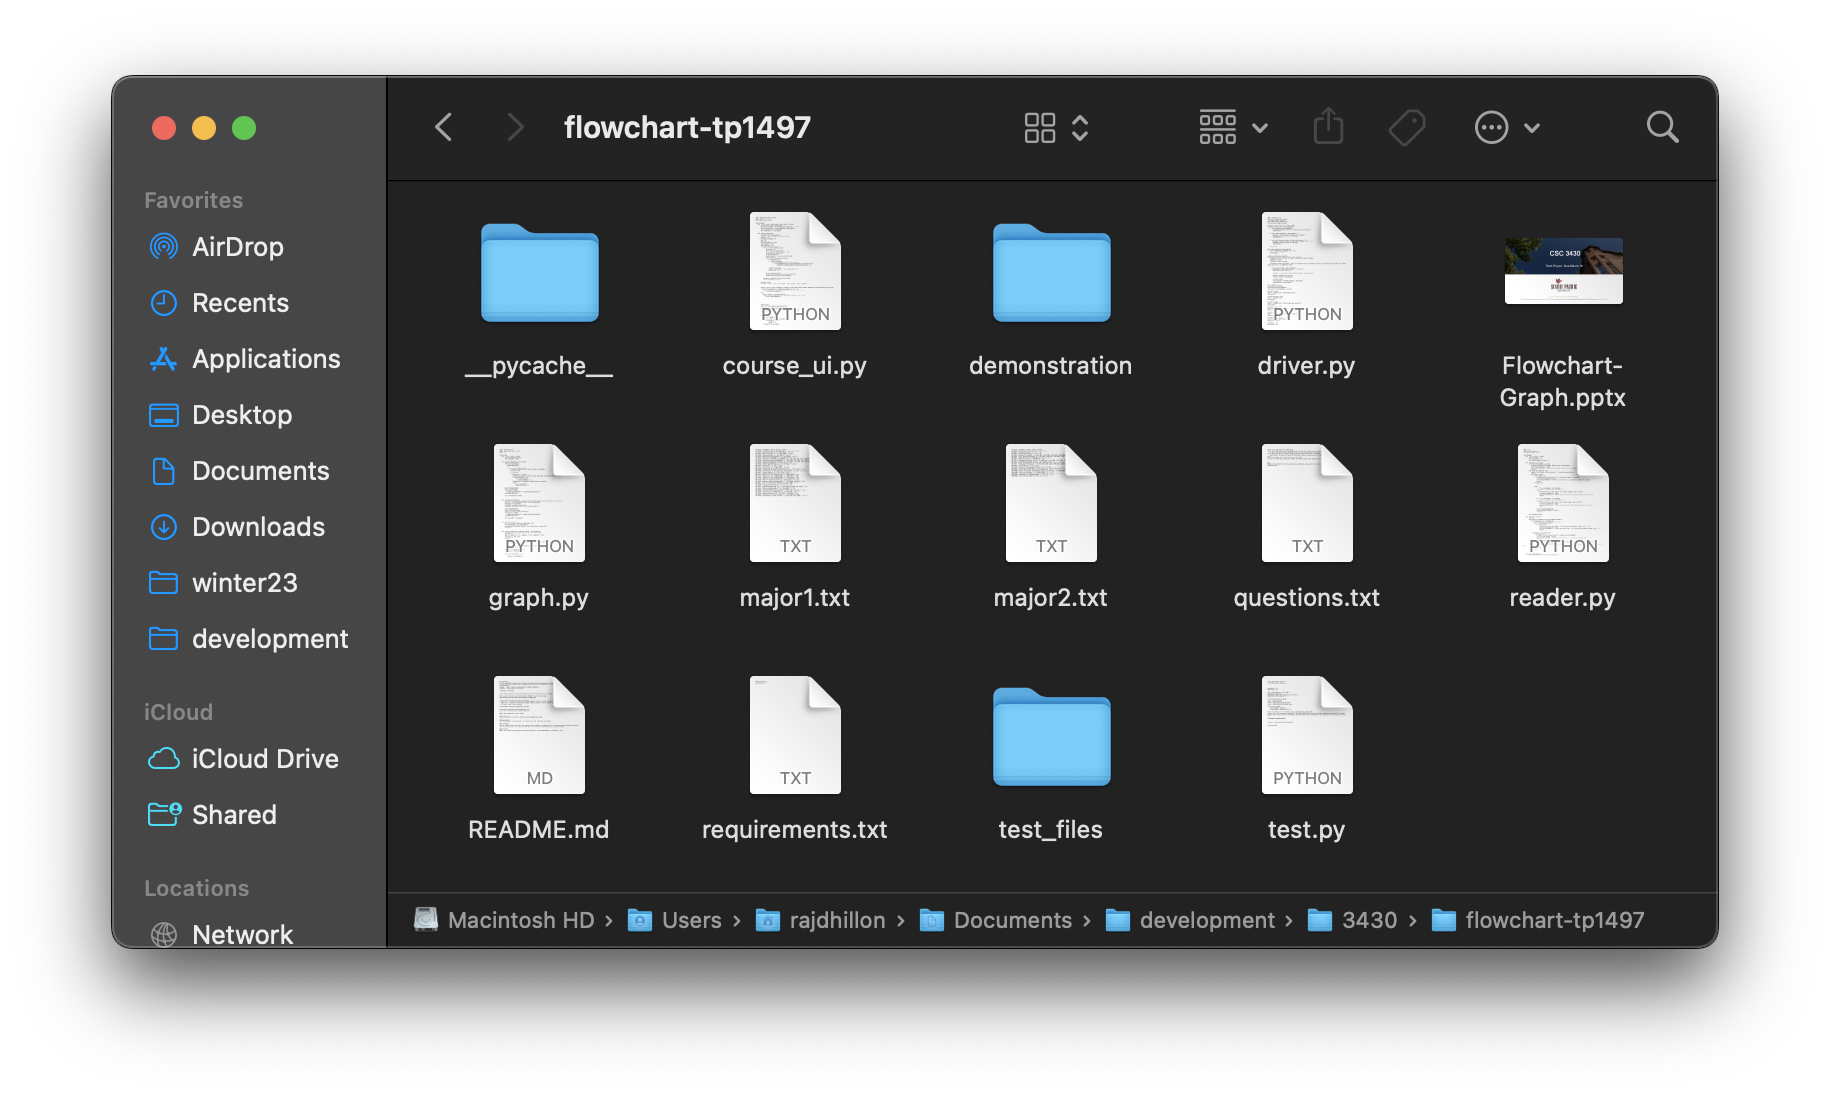 flowchart-tp1497
Favorites
AirDrop
Recents
Applications
Desktop
Documents
Downloads
winter23
development
iCloud
iCloud Drive
Shared
Locations
Network
PYTHON
PYTHON
CSC 3430
SEATTLE PACIFIC
__pycache__
course_ui.py
demonstration
driver.py
Flowchart-
Graph.pptx
PYTHON
TXT
TXT
TXT
PYTHON
graph.py
major1.txt
major2.txt
questions.txt
reader.py
MD
TXT
PYTHON
README.md
requirements.txt
test_files
test.py
Macintosh HD › Users › rajdhillon › Documents › development › 3430 › flowchart-tp1497